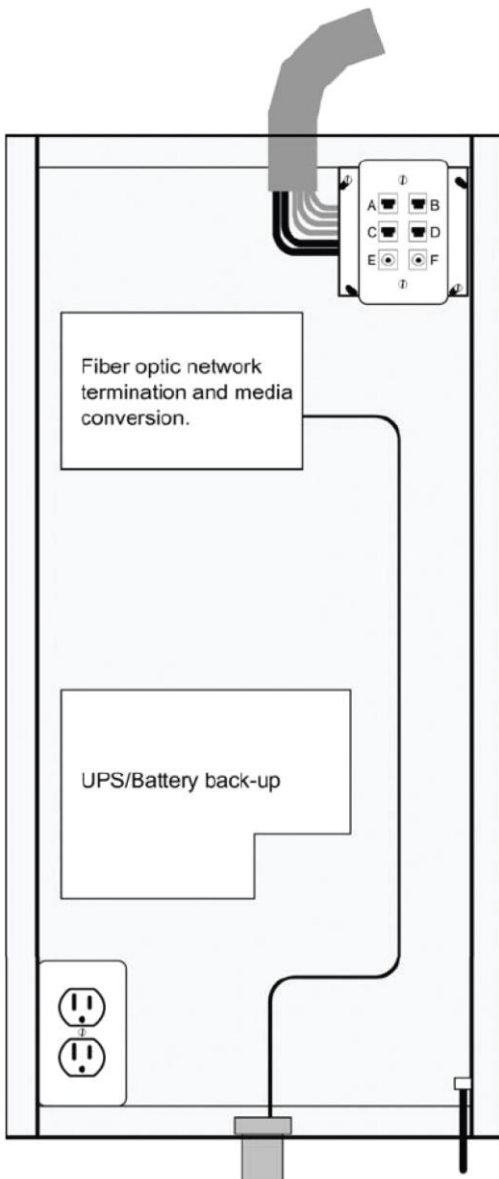 A B
C D
E F
Fiber optic network
termination and media
conversion.
UPS/Battery back-up